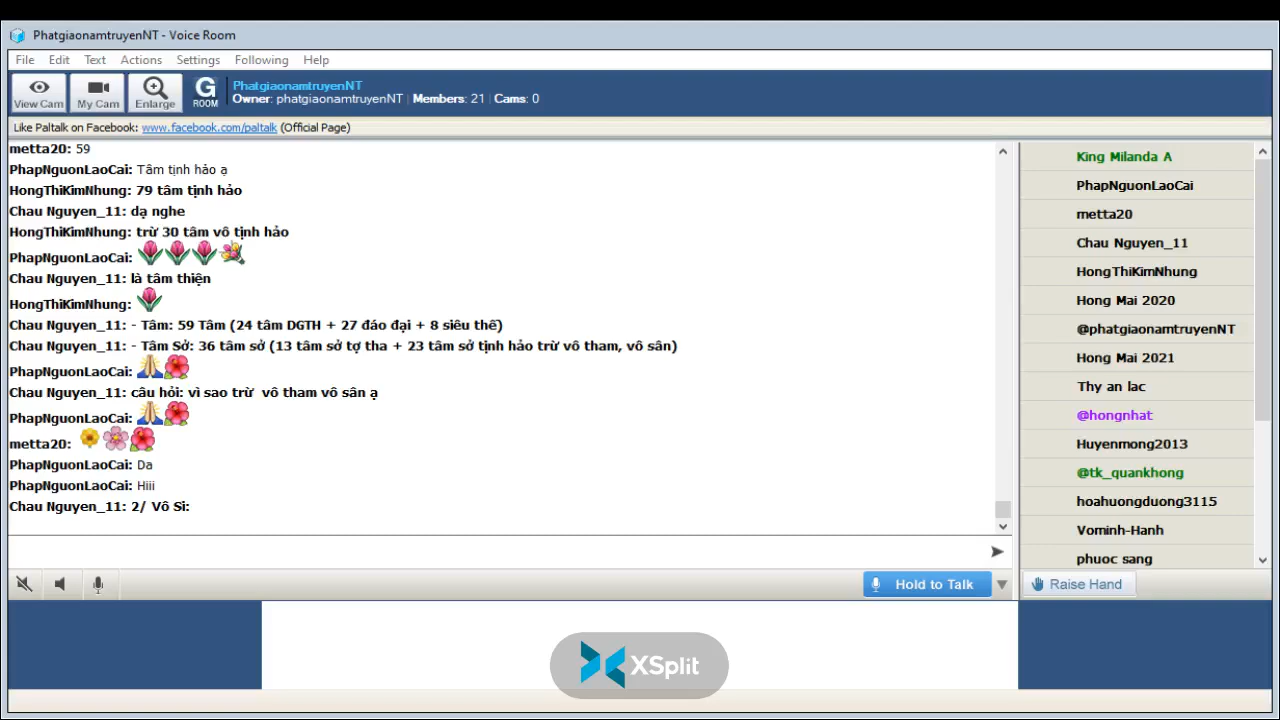 PhatgiaonamtruyenNT - Voice Room
File Edit Text Actions Settings Following Help
View Cam My Cam Enlarge G ROOM
PhatgiaonamtruyenNT
Owner: phatgiaonamtruyenNT | Members: 21 | Cams: 0
Like Paltalk on Facebook: www.facebook.com/paltalk (Official Page)
metta20: 59
PhapNguonLaoCai: Tâm tịnh hảo ạ
HongThiKimNhung: 79 tâm tịnh hảo
Chau Nguyen_11: dạ nghe
HongThiKimNhung: trừ 30 tâm vô tịnh hảo
PhapNguonLaoCai:
Chau Nguyen_11: là tâm thiện
HongThiKimNhung:
Chau Nguyen_11: - Tâm: 59 Tâm (24 tâm DGTH + 27 đáo đại + 8 siêu thế)
Chau Nguyen_11: - Tâm Sở: 36 tâm sở (13 tâm sở tợ tha + 23 tâm sở tịnh hảo trừ vô tham, vô sân)
PhapNguonLaoCai:
Chau Nguyen_11: câu hỏi: vì sao trừ  vô tham vô sân ạ
PhapNguonLaoCai:
metta20:
PhapNguonLaoCai: Da
PhapNguonLaoCai: Hiii
Chau Nguyen_11: 2/ Vô Si:
King Milanda A
PhapNguonLaoCai
metta20
Chau Nguyen_11
HongThiKimNhung
Hong Mai 2020
@phatgiaonamtruyenNT
Hong Mai 2021
Thy an lac
@hongnhat
Huyenmong2013
@tk_quankhong
hoahuongduong3115
Vominh-Hanh
phuoc sang
Hold to Talk
Raise Hand
XSplit